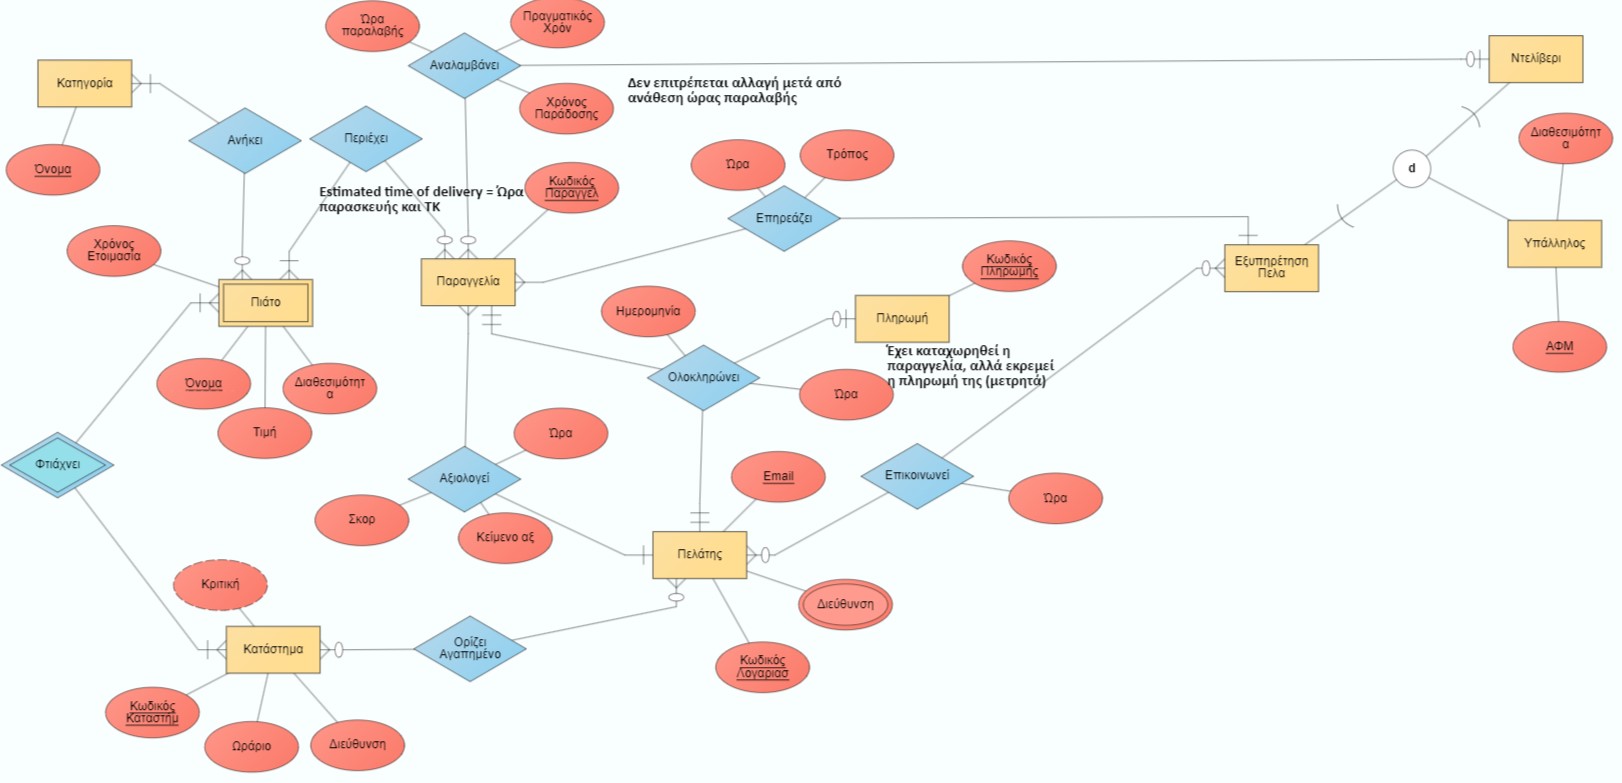 Ώρα
παραλαβής
Πραγματικός
Χρόν
Αναλαμβάνει
Ντελίβερι
Κατηγορία
Δεν επιτρέπεται αλλαγή μετά από
ανάθεση ώρας παραλαβής
Χρόνος
Παράδοσης
Ανήκει
Περιέχει
Διαθεσιμότητ
α
Όνομα
Ώρα
Τρόπος
d
Estimated time of delivery = Ώρα
παρασκευής και ΤΚ
Κωδικός
Παραγγελ
Επηρεάζει
Χρόνος
Ετοιμασία
Υπάλληλος
Κωδικός
Πληρωμής
Εξυπηρέτηση
Πελα
Πιάτο
Παραγγελία
Ημερομηνία
Πληρωμή
ΑΦΜ
Έχει καταχωρηθεί η
παραγγελία, αλλά εκρεμεί
η πληρωμή της (μετρητά)
Όνομα
Διαθεσιμότητ
α
Ολοκληρώνει
Ώρα
Τιμή
Ώρα
Φτιάχνει
Αξιολογεί
Email
Επικοινωνεί
Ώρα
Σκορ
Κείμενο αξ
Πελάτης
Κριτική
Διεύθυνση
Κατάστημα
Ορίζει
Αγαπημένο
Κωδικός
Λογαριασ
Κωδικός
Καταστημ
Ωράριο
Διεύθυνση